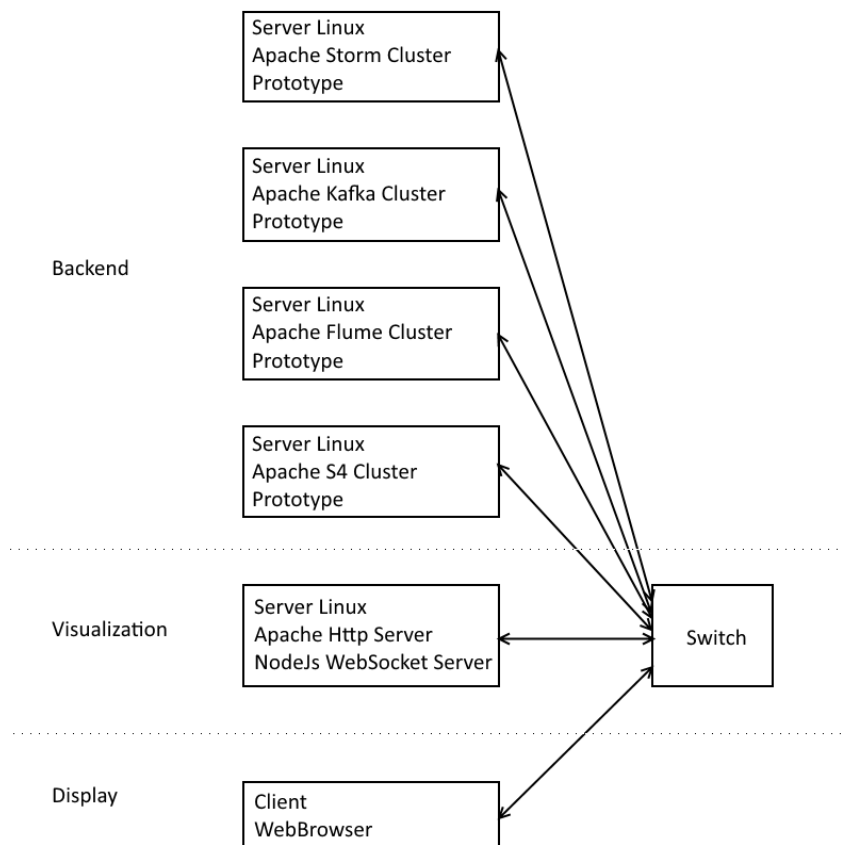 Server Linux
Apache Storm Cluster
Prototype
Server Linux
Apache Kafka Cluster
Prototype
Backend
Server Linux
Apache Flume Cluster
Prototype
Server Linux
Apache S4 Cluster
Prototype
Visualization
Server Linux
Apache Http Server
NodeJs WebSocket Server
Switch
Display
Client
WebBrowser